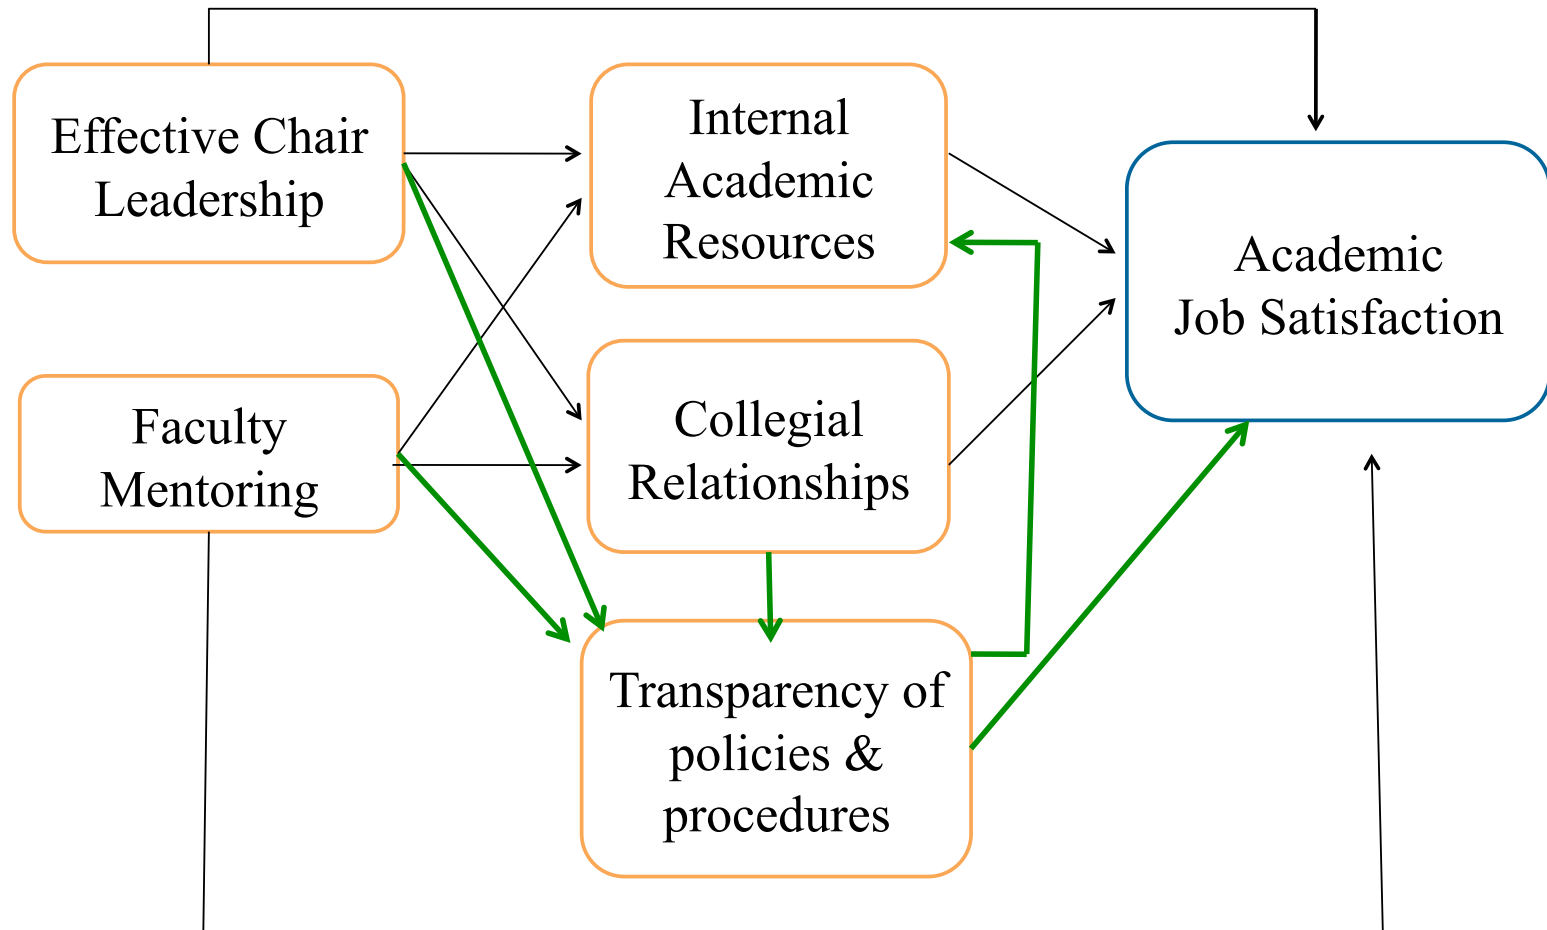 Effective Chair
Leadership
Internal
Academic
Resources
Academic
Job Satisfaction
Faculty
Mentoring
Collegial
Relationships
Transparency of
policies &
procedures